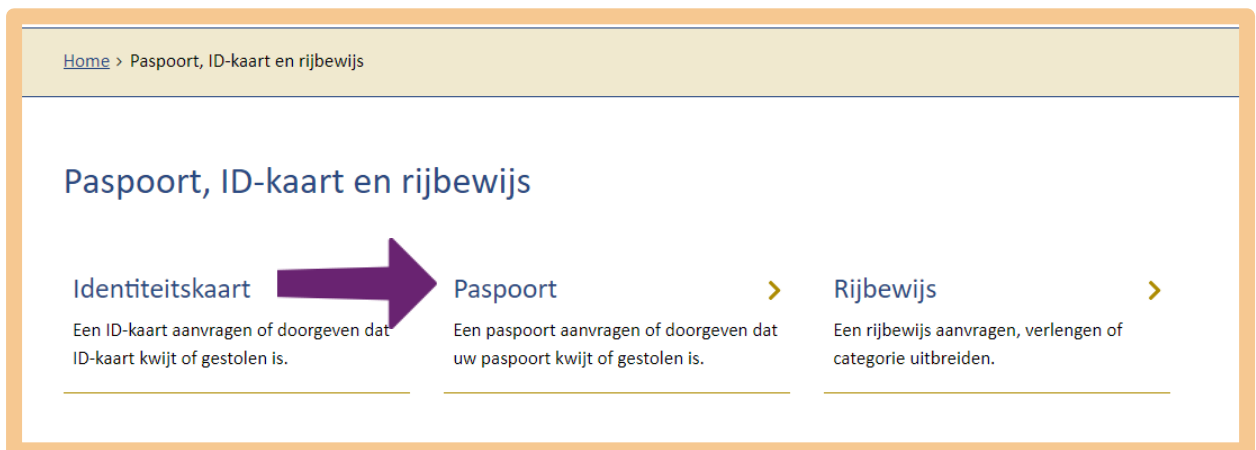 Home > Paspoort, ID-kaart en rijbewijs
Paspoort, ID-kaart en rijbewijs
Identiteitskaart
Een ID-kaart aanvragen of doorgeven dat
ID-kaart kwijt of gestolen is.
Paspoort
Een paspoort aanvragen of doorgeven dat
uw paspoort kwijt of gestolen is.
Rijbewijs
Een rijbewijs aanvragen, verlengen of
categorie uitbreiden.